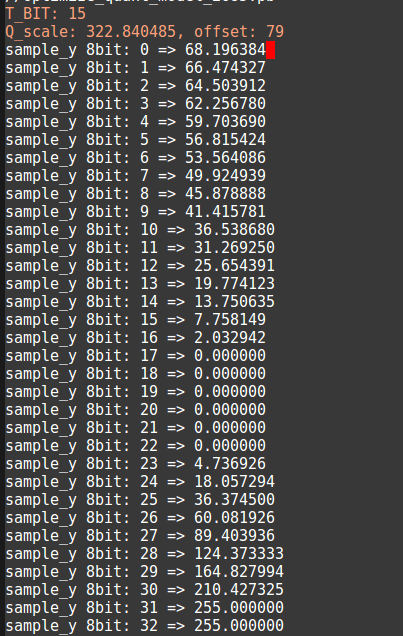 T_BIT: 15
Q_scale: 322.840485, offset: 79
sample_y 8bit: 0 => 68.196384
sample_y 8bit: 1 => 66.474327
sample_y 8bit: 2 => 64.503912
sample_y 8bit: 3 => 62.256780
sample_y 8bit: 4 => 59.703690
sample_y 8bit: 5 => 56.815424
sample_y 8bit: 6 => 53.564086
sample_y 8bit: 7 => 49.924939
sample_y 8bit: 8 => 45.878888
sample_y 8bit: 9 => 41.415781
sample_y 8bit: 10 => 36.538680
sample_y 8bit: 11 => 31.269250
sample_y 8bit: 12 => 25.654391
sample_y 8bit: 13 => 19.774123
sample_y 8bit: 14 => 13.750635
sample_y 8bit: 15 => 7.758149
sample_y 8bit: 16 => 2.032942
sample_y 8bit: 17 => 0.000000
sample_y 8bit: 18 => 0.000000
sample_y 8bit: 19 => 0.000000
sample_y 8bit: 20 => 0.000000
sample_y 8bit: 21 => 0.000000
sample_y 8bit: 22 => 0.000000
sample_y 8bit: 23 => 4.736926
sample_y 8bit: 24 => 18.057294
sample_y 8bit: 25 => 36.374500
sample_y 8bit: 26 => 60.081926
sample_y 8bit: 27 => 89.403936
sample_y 8bit: 28 => 124.373333
sample_y 8bit: 29 => 164.827994
sample_y 8bit: 30 => 210.427325
sample_y 8bit: 31 => 255.000000
sample_y 8bit: 32 => 255.000000